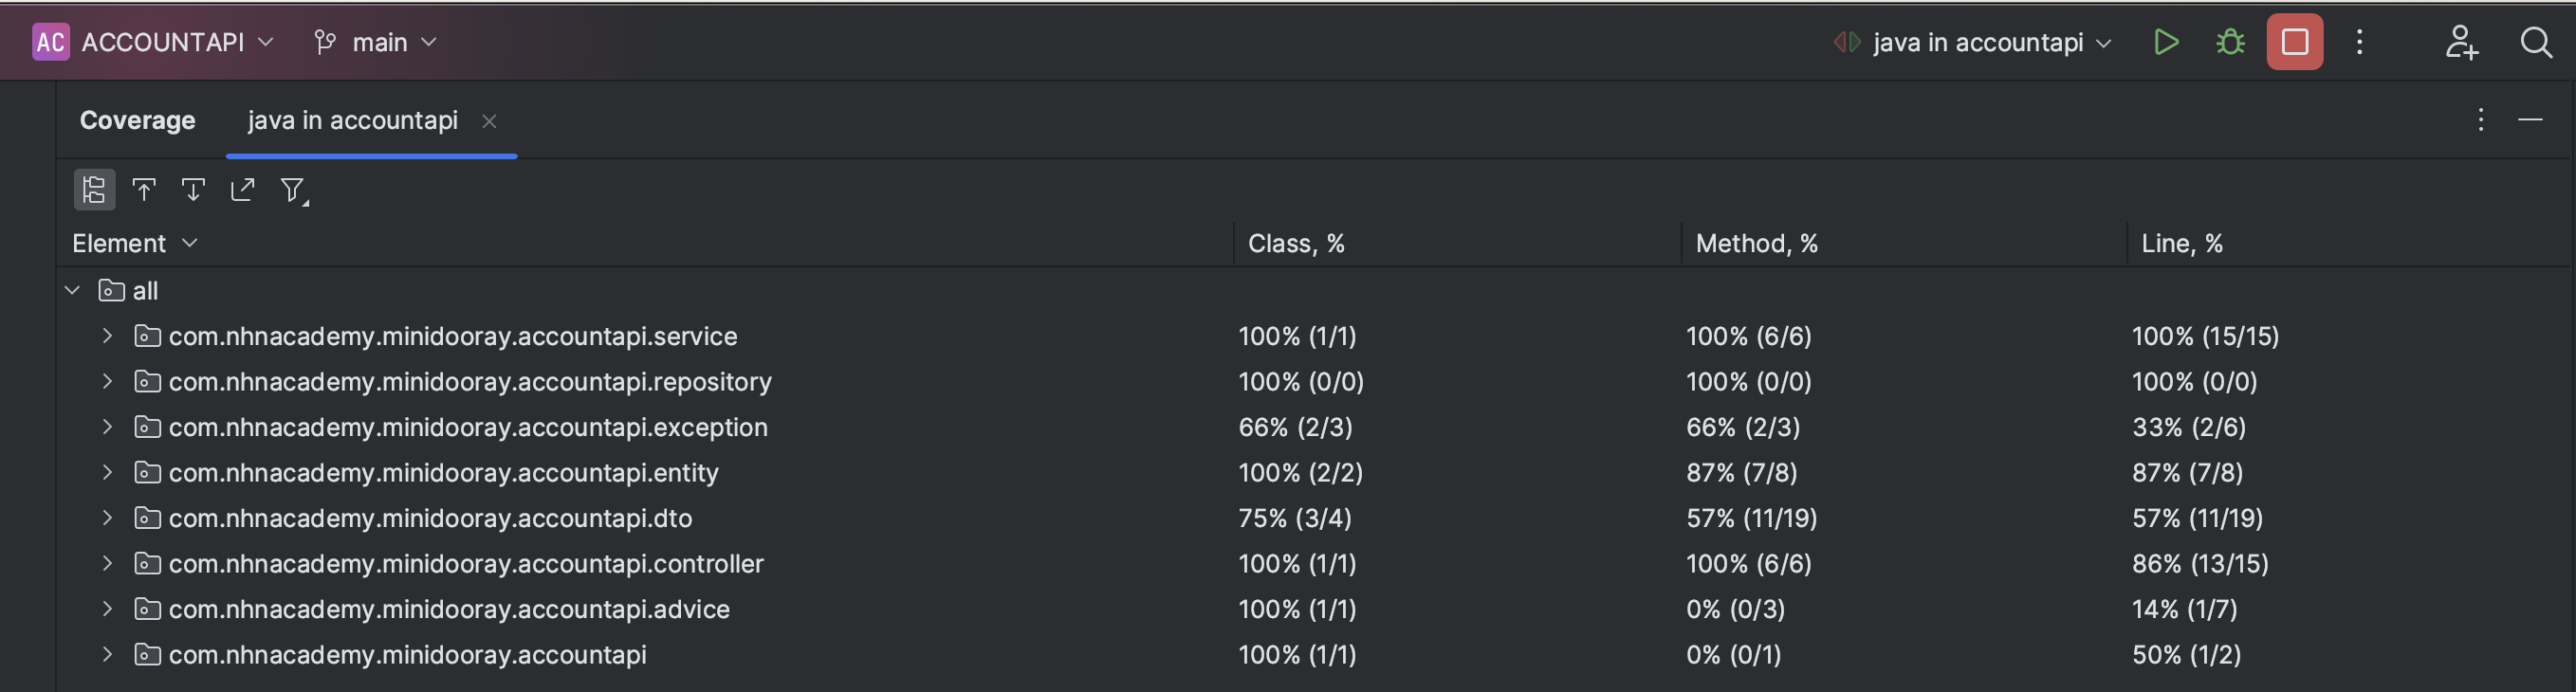 AC ACCOUNTAPI main java in accountapi
Coverage java in accountapi
Element Class, % Method, % Line, %
all
com.nhnacademy.minidooray.accountapi.service 100% (1/1) 100% (6/6) 100% (15/15)
com.nhnacademy.minidooray.accountapi.repository 100% (0/0) 100% (0/0) 100% (0/0)
com.nhnacademy.minidooray.accountapi.exception 66% (2/3) 66% (2/3) 33% (2/6)
com.nhnacademy.minidooray.accountapi.entity 100% (2/2) 87% (7/8) 87% (7/8)
com.nhnacademy.minidooray.accountapi.dto 75% (3/4) 57% (11/19) 57% (11/19)
com.nhnacademy.minidooray.accountapi.controller 100% (1/1) 100% (6/6) 86% (13/15)
com.nhnacademy.minidooray.accountapi.advice 100% (1/1) 0% (0/3) 14% (1/7)
com.nhnacademy.minidooray.accountapi 100% (1/1) 0% (0/1) 50% (1/2)